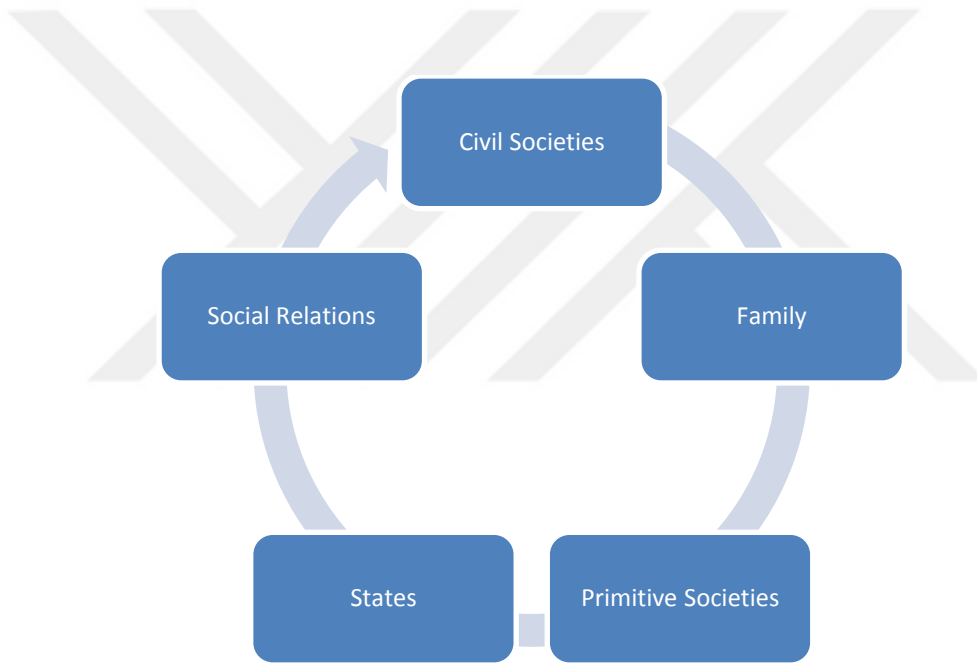 Civil Societies
Family
Primitive Societies
States
Social Relations